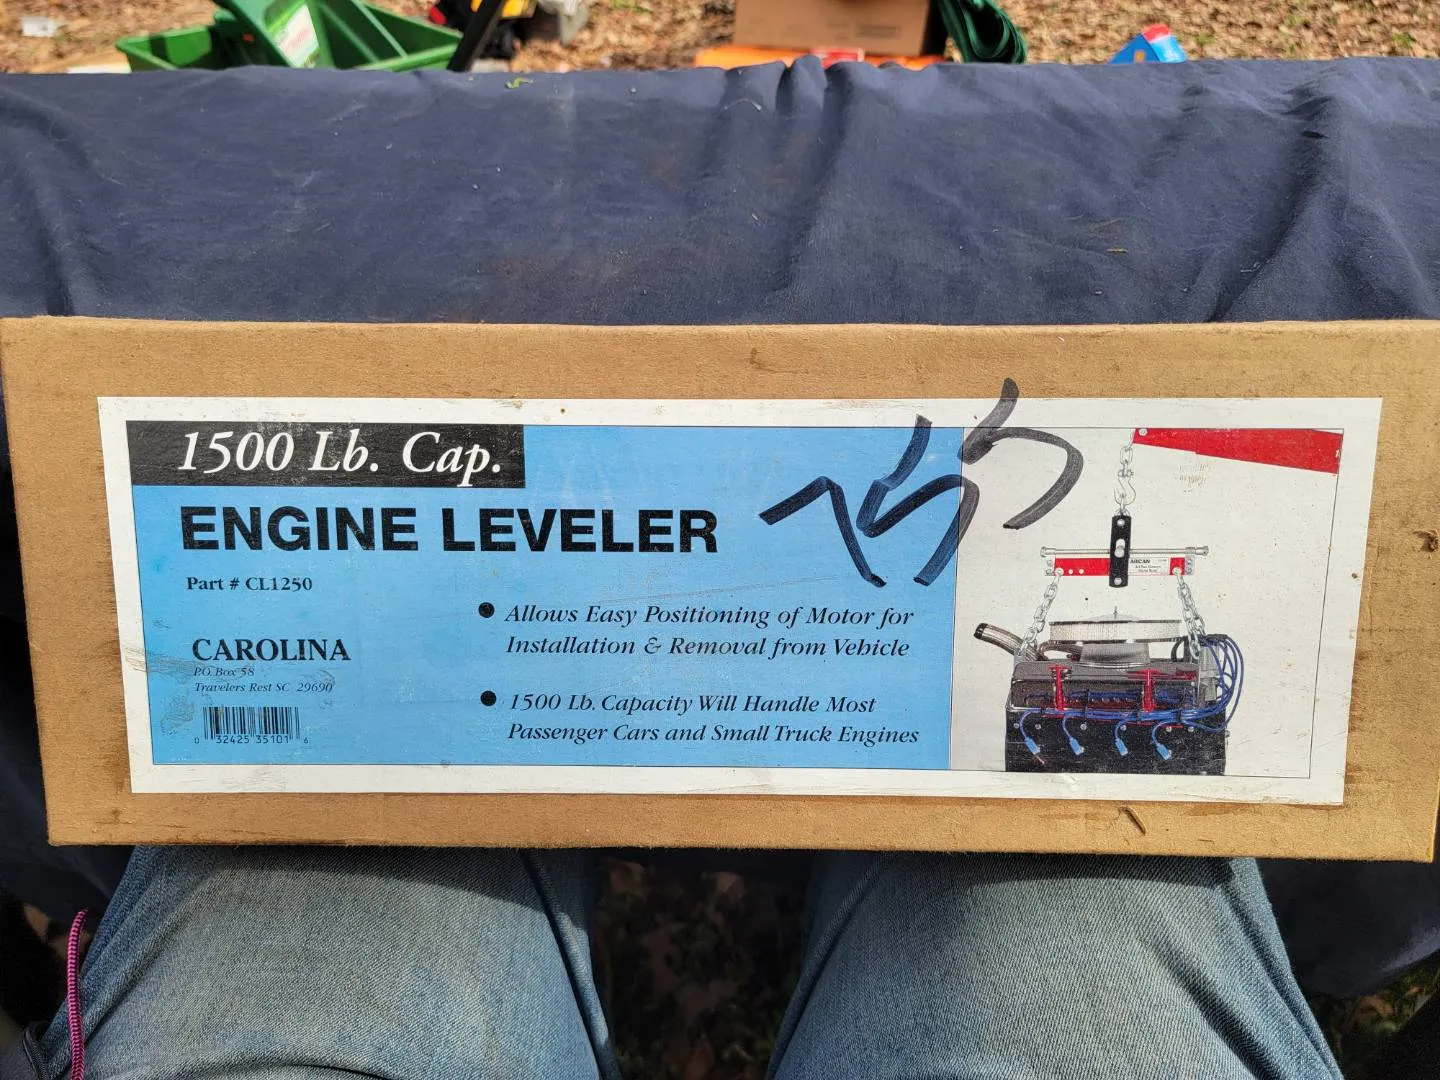 1500 Lb. Cap.
ENGINE LEVELER
Part # CL1250
CAROLINA
P.O. Box 58
Travelers Rest SC 29690
0 32425 35101 6
● Allows Easy Positioning of Motor for
Installation & Removal from Vehicle
● 1500 Lb. Capacity Will Handle Most
Passenger Cars and Small Truck Engines
ARCAN